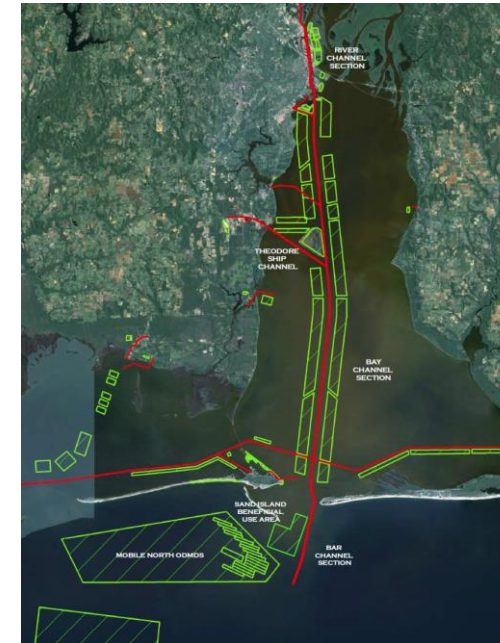 RIVER
CHANNEL
SECTION
THEODORE
SHIP
CHANNEL
BAY
CHANNEL
SECTION
SAND ISLAND
BENEFICIAL
USE AREA
MOBILE NORTH ODMDS
BAR
CHANNEL
SECTION